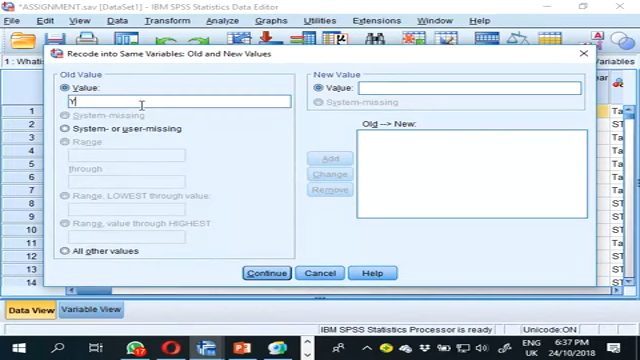 *ASSIGNMENT.sav [DataSet1] - IBM SPSS Statistics Data Editor
File Edit View Data Transform Analyze Graphs Utilities Extensions Window Help
Recode into Same Variables: Old and New Values
1 : Whatis
Variables
Old Value
Value:
Y
System-missing
System- or user-missing
Range:
through
Range, LOWEST through value:
Range, value through HIGHEST:
All other values
New Value
Value:
System-missing
Old --> New:
Add
Change
Remove
Continue Cancel Help
1
2
3
4
5
6
7
8
9
10
11
12
13
14
Data View Variable View
IBM SPSS Statistics Processor is ready Unicode:ON
ENG 6:37 PM
UK 24/10/2018